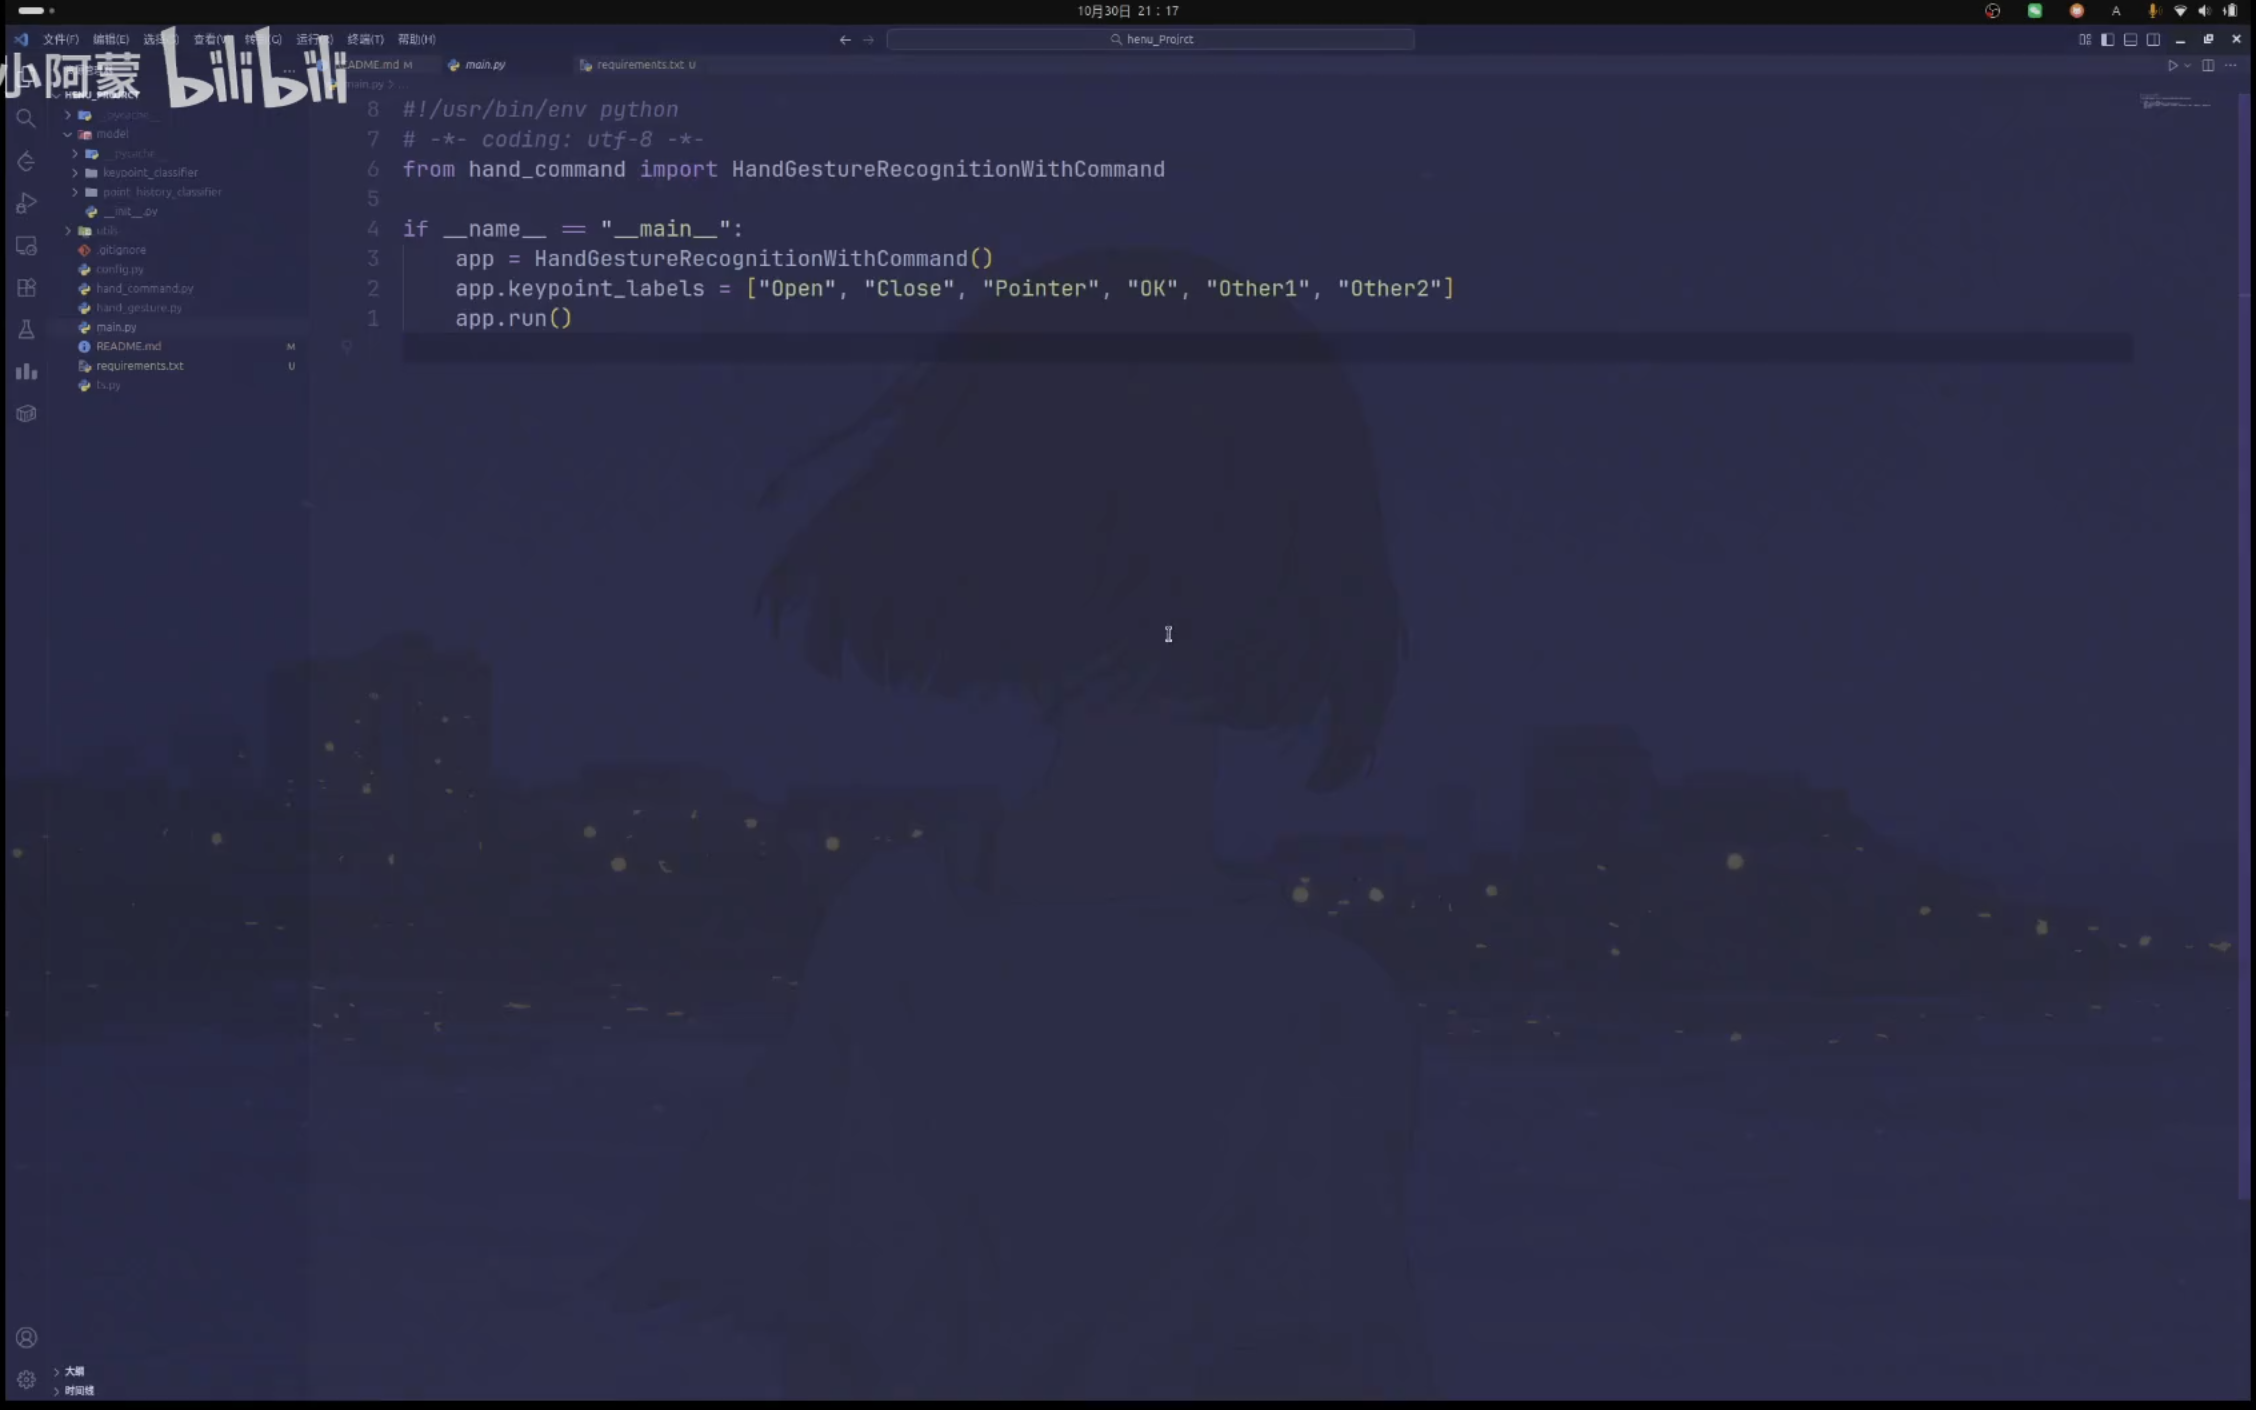 10月30日 21：17
文件(F) 编辑(E) 查看(V 运行 终端(T) 帮助(H)
henu_Projrct
小阿蒙 bilibili
README.md M
main.py
requirements.txt U
main.py >
HENU_PROJRCT
__pycache__
model
__pycache__
keypoint_classifier
point_history_classifier
__init__.py
utils
.gitignore
config.py
hand_command.py
hand_gesture.py
main.py
README.md M
requirements.txt U
ts.py
8 #!/usr/bin/env python
7 # -*- coding: utf-8 -*-
6 from hand_command import HandGestureRecognitionWithCommand
5
4 if __name__ == "__main__":
3 app = HandGestureRecognitionWithCommand()
2 app.keypoint_labels = ["Open", "Close", "Pointer", "OK", "Other1", "Other2"]
1 app.run()
9
大纲
时间线